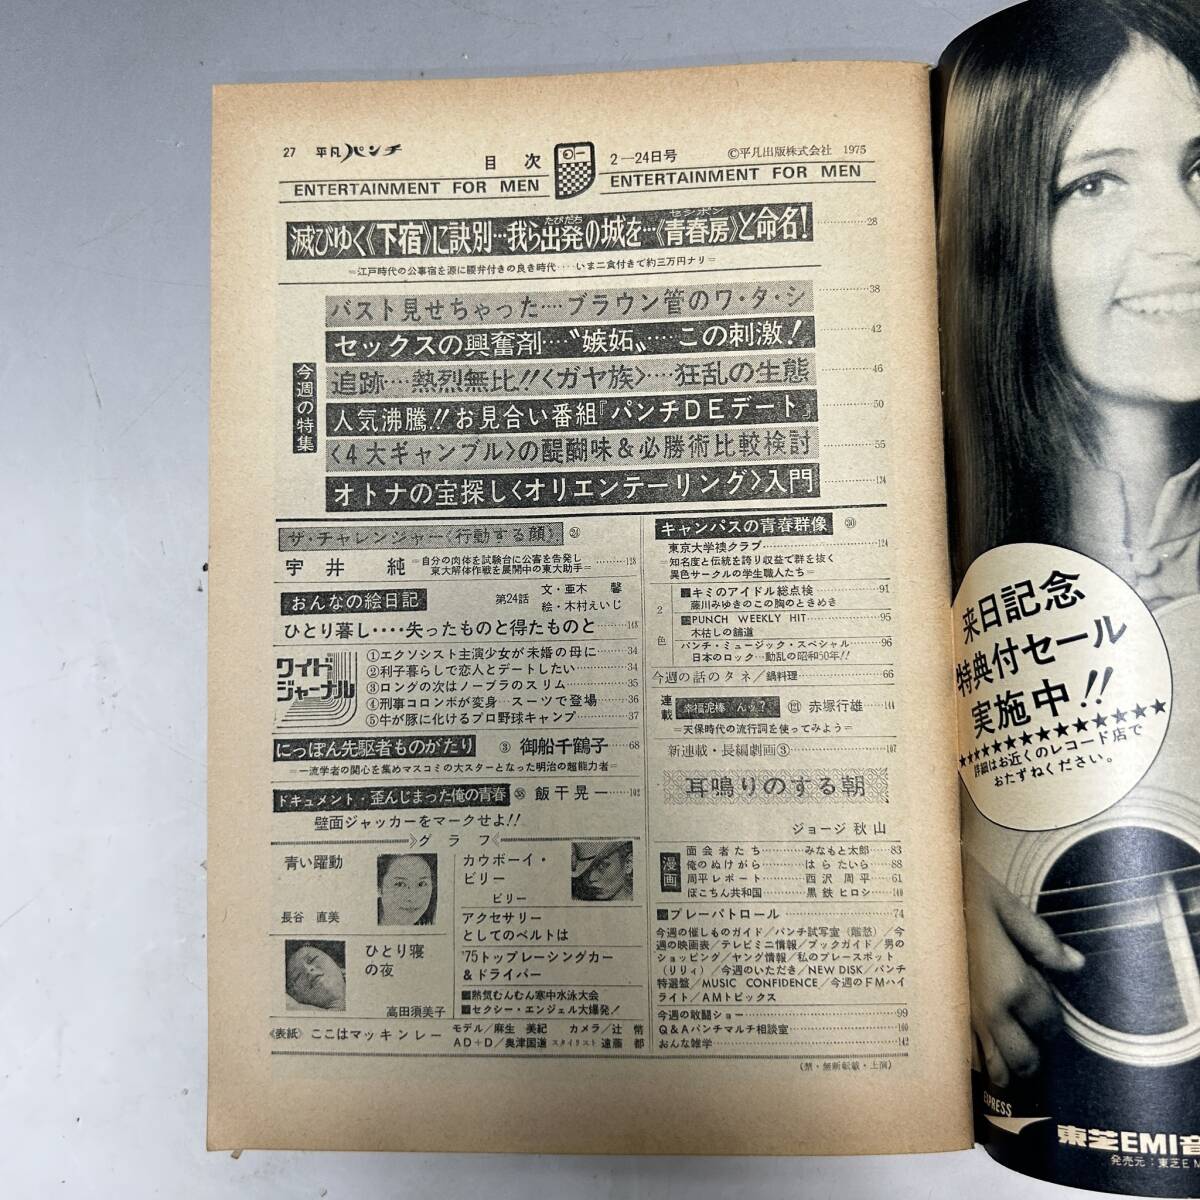 27 平凡パンチ
目次
2—24日号
©平凡出版株式会社 1975
ENTERTAINMENT FOR MEN
ENTERTAINMENT FOR MEN
滅びゆく《下宿》に訣別…我ら出発の城を…《青春房》と命名! 28
たびだち
=江戸時代の公事宿を源に腰弁付きの良き時代‥‥いま二食付きで約三万円ナリ=
今週の特集
バスト見せちゃった‥‥ブラウン管のワ・タ・シ 38
セックスの興奮剤‥‥〝嫉妬〟‥‥この刺激! 42
追跡‥‥熱烈無比!!〈ガヤ族〉‥‥狂乱の生態 46
人気沸騰!!お見合い番組『パンチDEデート』 50
〈4大ギャンブル〉の醍醐味&必勝術比較検討 55
オトナの宝探し〈オリエンテーリング〉入門 134
ザ・チャレンジャー〈行動する顔〉
宇井 純
=自分の肉体を試験台に公害を告発し
東大解体作戦を展開中の東大助手= 128
おんなの絵日記
第24話
文・亜木 馨
絵・木村えいじ
ひとり暮し‥‥失ったものと得たものと 148
ワイドジャーナル
①エクソシスト主演少女が未婚の母に 34
②利子暮らしで恋人とデートしたい 34
③ロングの次はノーブラのスリム 35
④刑事コロンボが変身…スーツで登場 36
⑤牛が豚に化けるプロ野球キャンプ 37
にっぽん先駆者ものがたり
③ 御船千鶴子 68
=一流学者の関心を集めマスコミの大スターとなった明治の超能力者=
ドキュメント・歪んじまった俺の青春
飯干晃一 102
壁面ジャッカーをマークせよ!!
》グラフ《
青い躍動
長谷 直美
ひとり寝
の夜
高田須美子
カウボーイ・
ビリー
ビリー
アクセサリー
としてのベルトは
'75トップレーシングカー
&ドライバー
■熱気むんむん寒中水泳大会
■セクシー・エンジェル大爆発!
《表紙》ここはマッキンレー
モデル/麻生 美紀 カメラ/辻 幣
AD+D/奥津国道 スタイリスト 遠藤 都
キャンパスの青春群像 ㉚
東京大学襖クラブ 124
=知名度と伝統を誇り収益で群を抜く
異色サークルの学生職人たち=
2色
■キミのアイドル総点検 91
藤川みゆきのこの胸のときめき
■PUNCH WEEKLY HIT 95
木枯しの舗道
パンチ・ミュージック・スペシャル 96
日本のロック…動乱の昭和50年!!
今週の話のタネ/鍋料理 66
連載
赤塚行雄 144
=天保時代の流行詞を使ってみよう=
新連載・長編劇画③ 107
耳鳴りのする朝
ジョージ秋山
漫画
面会者たち みなもと太郎 83
俺のぬけがら はらたいら 88
周平レポート 西沢 周平 61
ぽこちん共和国 黒鉄ヒロシ 140
■プレーパトロール 74
今週の催しものガイド/パンチ試写室(離愁)/今
週の映画表/テレビミニ情報/ブックガイド/男の
ショッピング/ヤング情報/私のプレースポット
(リリィ)/今週のいただき/NEW DISK/パンチ
特選盤/MUSIC CONFIDENCE/今週のFMハイ
ライト/AMトピックス
今週の敢闘ショー 99
Q&Aパンチマルチ相談室 100
おんな雑学 142
(禁・無断転載・上演)
来日記念
特典付セール
実施中!!
★★★★★★★★★★★★★
詳細はお近くのレコード店で
おたずねください。
EXPRESS
東芝EMI音
発売元:東芝EM